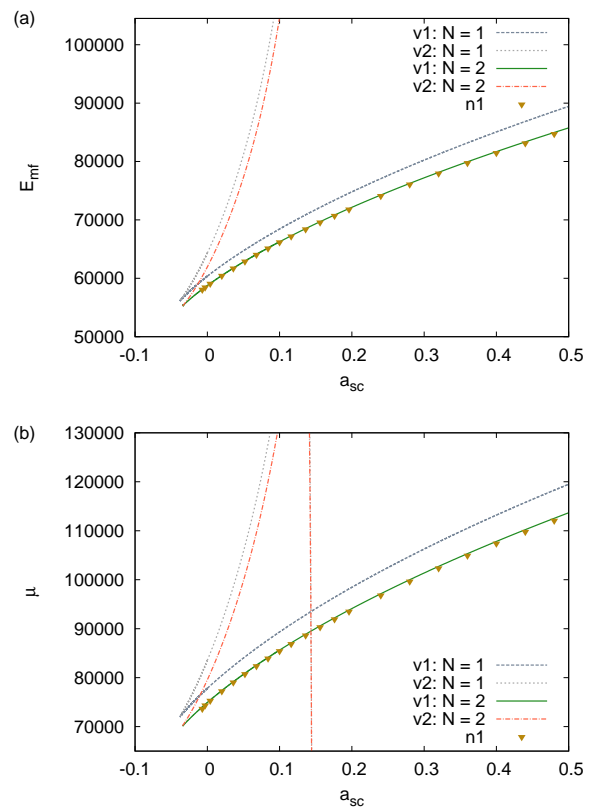 (a)
E_mf
100000
90000
80000
70000
60000
50000
v1: N = 1
v2: N = 1
v1: N = 2
v2: N = 2
n1
-0.1 0 0.1 0.2 0.3 0.4 0.5
a_sc
(b)
μ
130000
120000
110000
100000
90000
80000
70000
v1: N = 1
v2: N = 1
v1: N = 2
v2: N = 2
n1
-0.1 0 0.1 0.2 0.3 0.4 0.5
a_sc